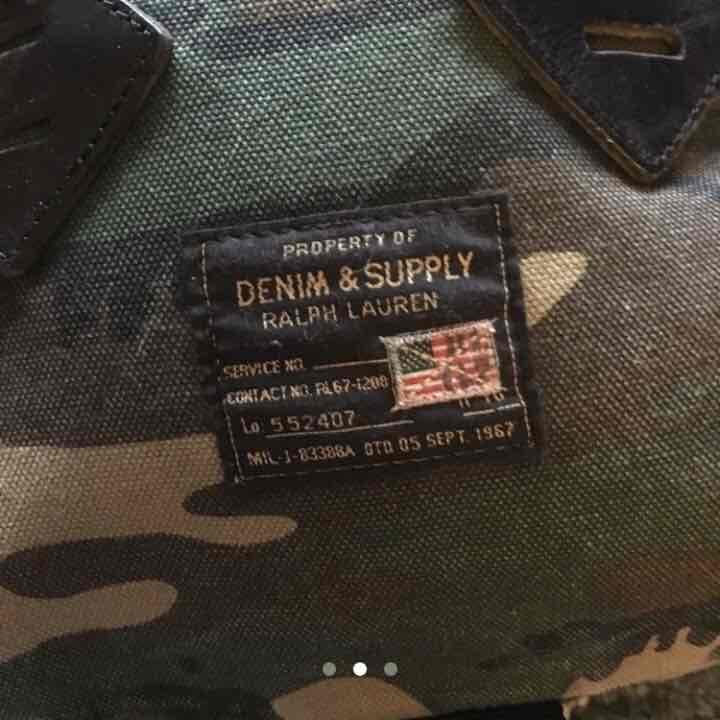 PROPERTY OF
DENIM & SUPPLY
RALPH LAUREN
SERVICE NO.
CONTACT NO. RL67-1208
Lo 552407
MIL-J-83388A DTD 05 SEPT. 1967